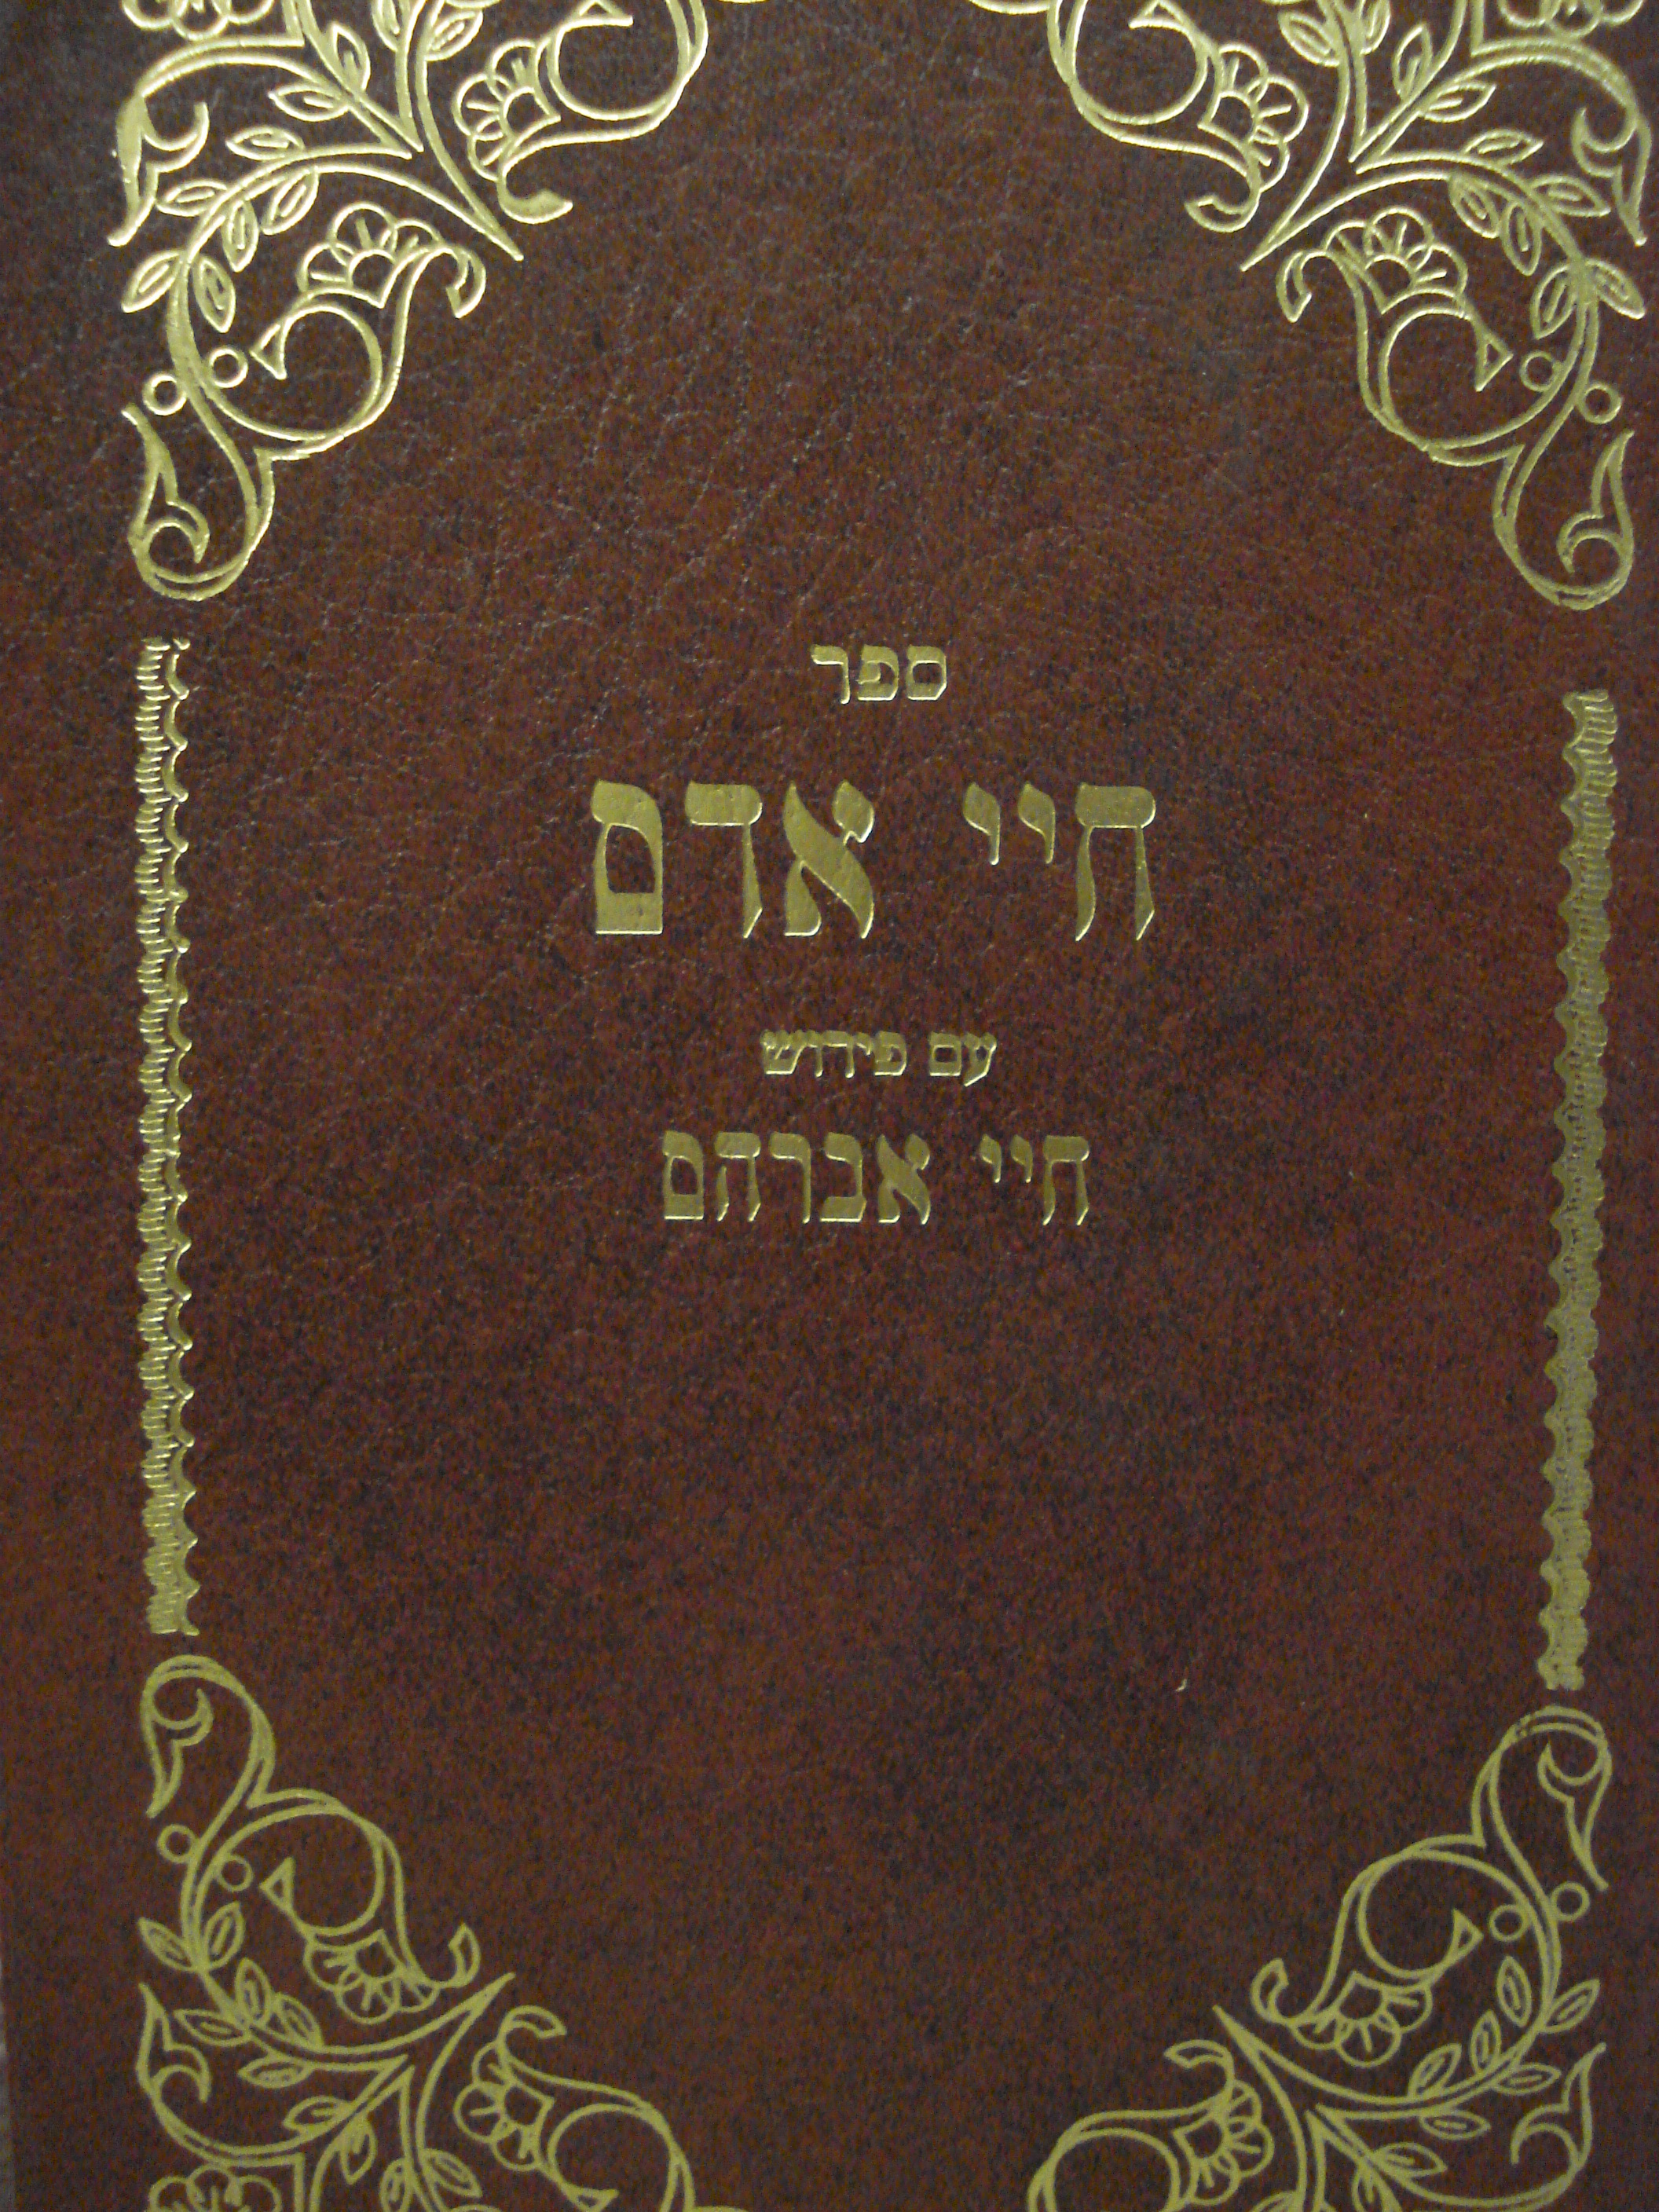 ספר
חיי אדם
עם פירוש
חיי אברהם